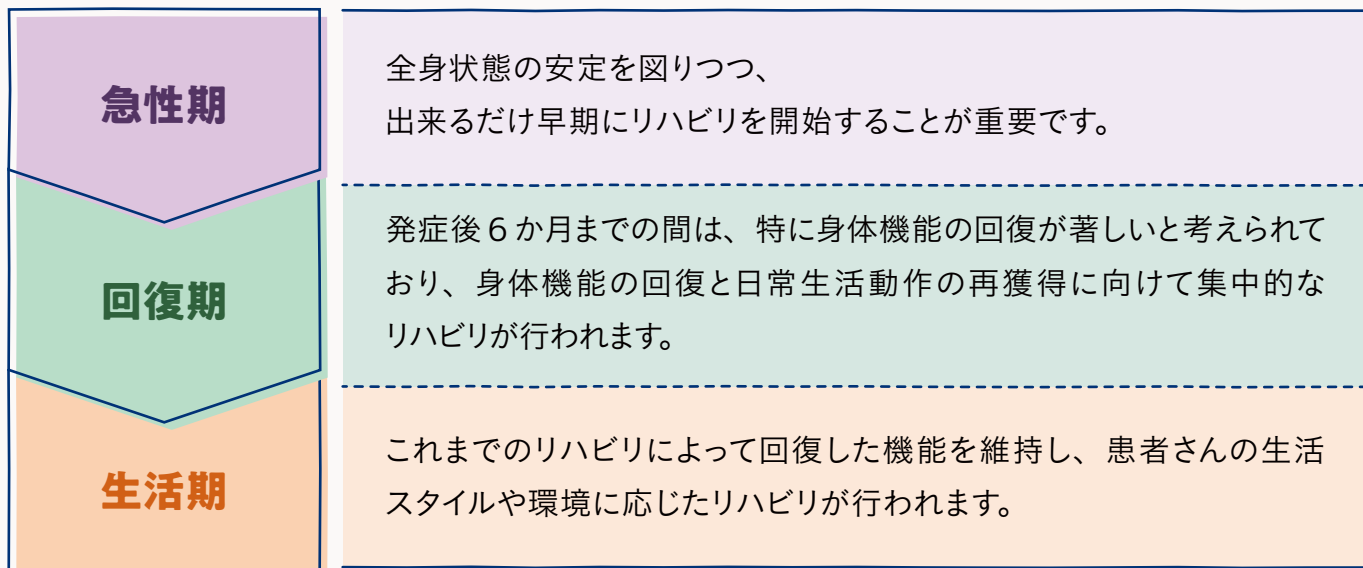 急性期
全身状態の安定を図りつつ、
出来るだけ早期にリハビリを開始することが重要です。
回復期
発症後6か月までの間は、特に身体機能の回復が著しいと考えられて
おり、身体機能の回復と日常生活動作の再獲得に向けて集中的な
リハビリが行われます。
生活期
これまでのリハビリによって回復した機能を維持し、患者さんの生活
スタイルや環境に応じたリハビリが行われます。